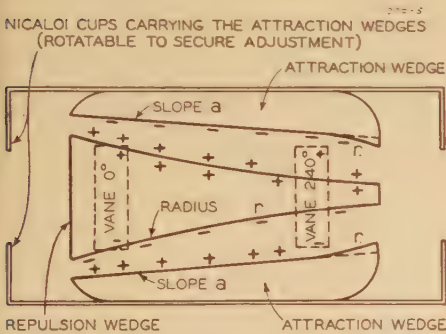 NICALOI CUPS CARRYING THE ATTRACTION WEDGES
(ROTATABLE TO SECURE ADJUSTMENT)
ATTRACTION WEDGE
SLOPE a
VANE 0°
VANE 240°
r
RADIUS
r
r
SLOPE a
REPULSION WEDGE
ATTRACTION WEDGE